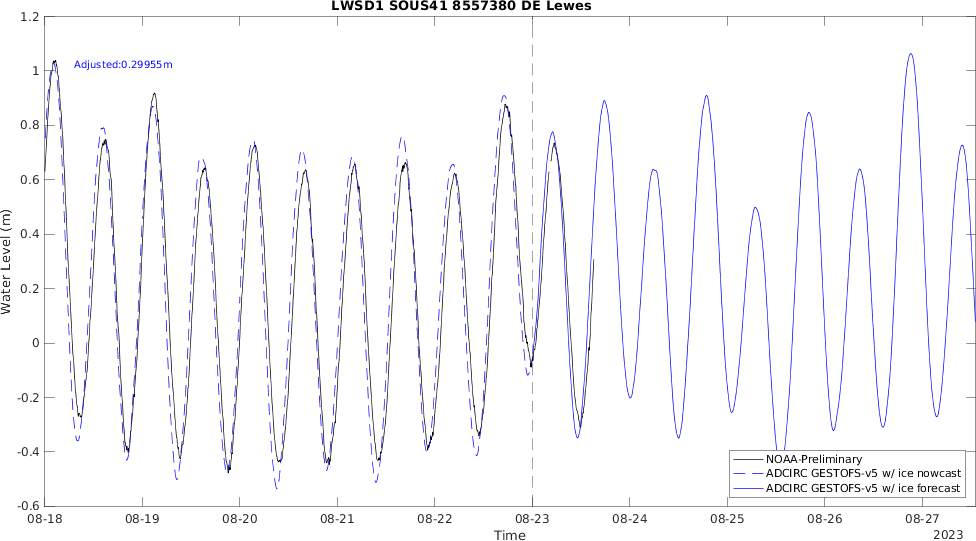 LWSD1 SOUS41 8557380 DE Lewes
1.2
1
0.8
0.6
0.4
0.2
0
-0.2
-0.4
-0.6
Water Level (m)
Adjusted:0.29955m
NOAA-Preliminary
ADCIRC GESTOFS-v5 w/ ice nowcast
ADCIRC GESTOFS-v5 w/ ice forecast
08-18 08-19 08-20 08-21 08-22 08-23 08-24 08-25 08-26 08-27
Time
2023